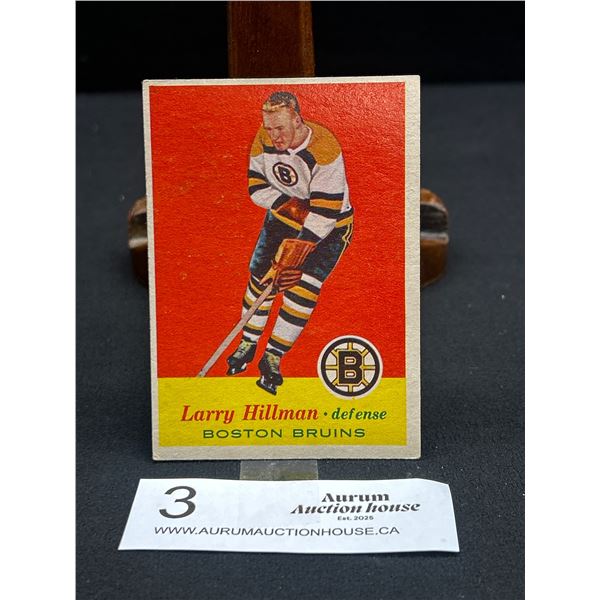 B
B
Larry Hillman • defense
BOSTON BRUINS
3
Aurum
Auction house
Est. 2025
WWW.AURUMAUCTIONHOUSE.CA